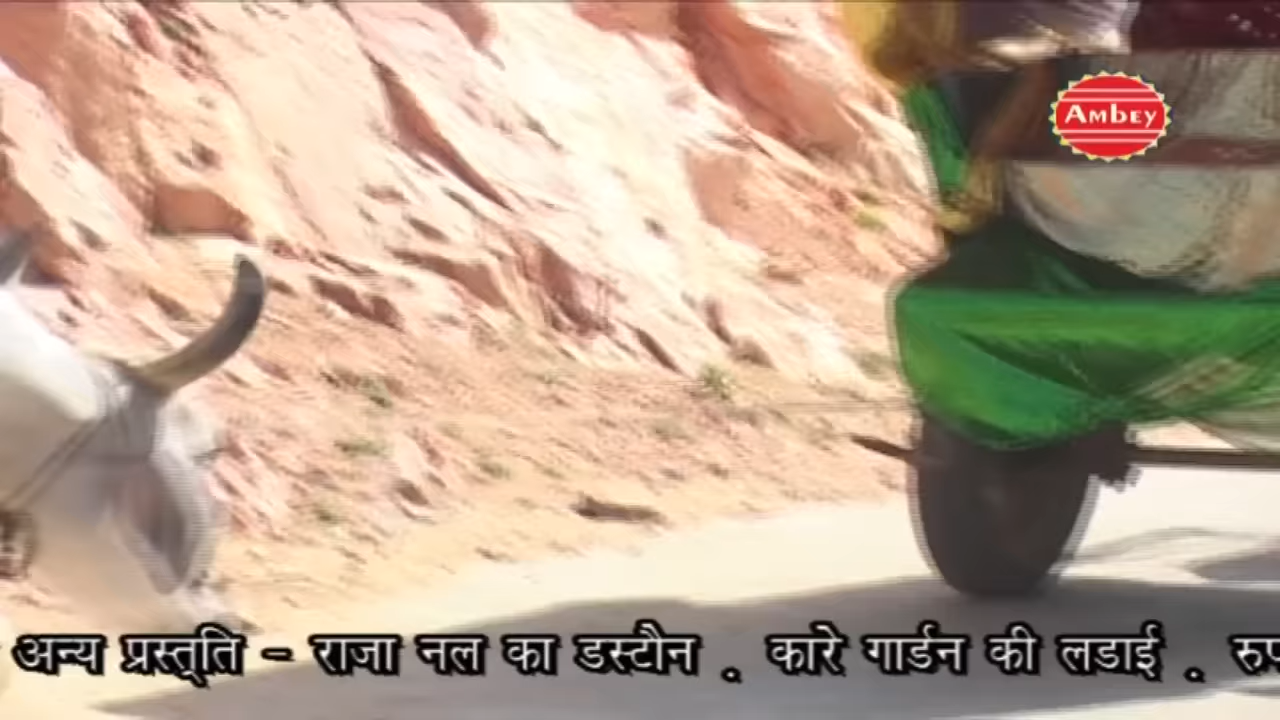 AMBEY
अन्य प्रस्तुति - राजा नल का डस्टौन . कारे गार्डन की लडाई .